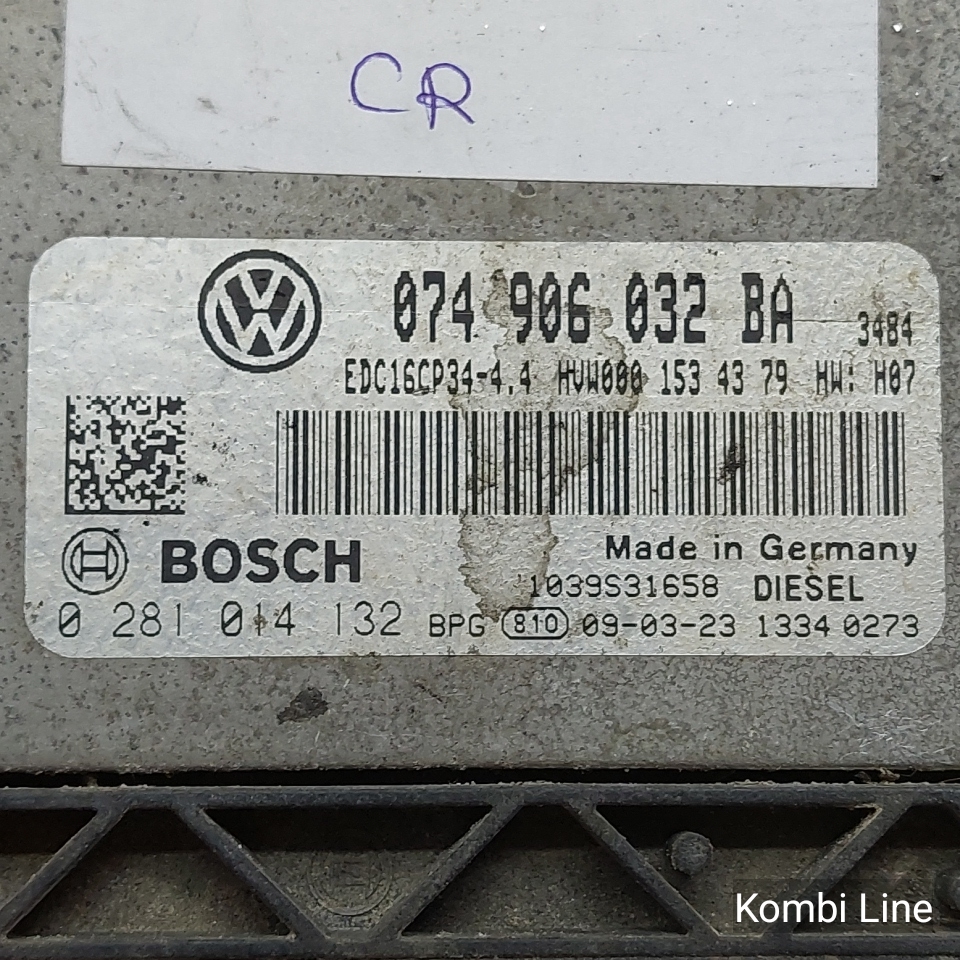 CR
074 906 032 BA 3484
EDC16CP34-4.4 HVW000 153 43 79 HW: H07
BOSCH
Made in Germany
1039S31658 DIESEL
0 281 014 132 BPG 810 09-03-23 1334 0273
Kombi Line